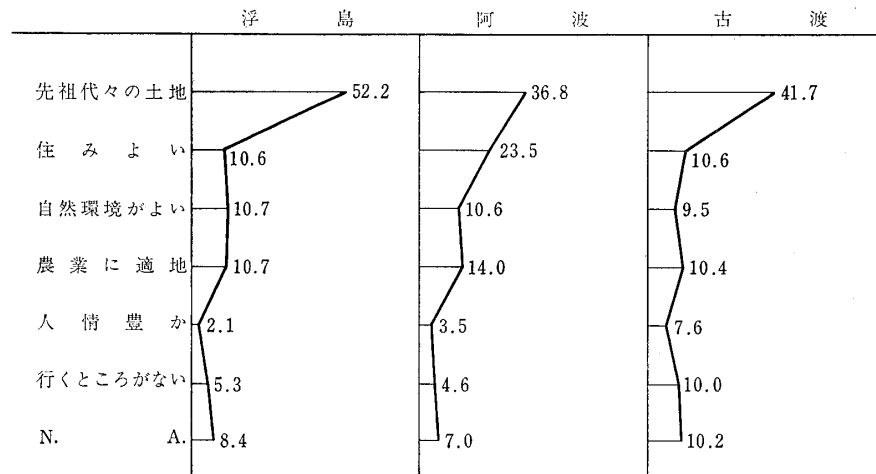 浮島 阿波 古渡
先祖代々の土地 52.2 36.8 41.7
住みよい 10.6 23.5 10.6
自然環境がよい 10.7 10.6 9.5
農業に適地 10.7 14.0 10.4
人情豊か 2.1 3.5 7.6
行くところがない 5.3 4.6 10.0
N. A. 8.4 7.0 10.2